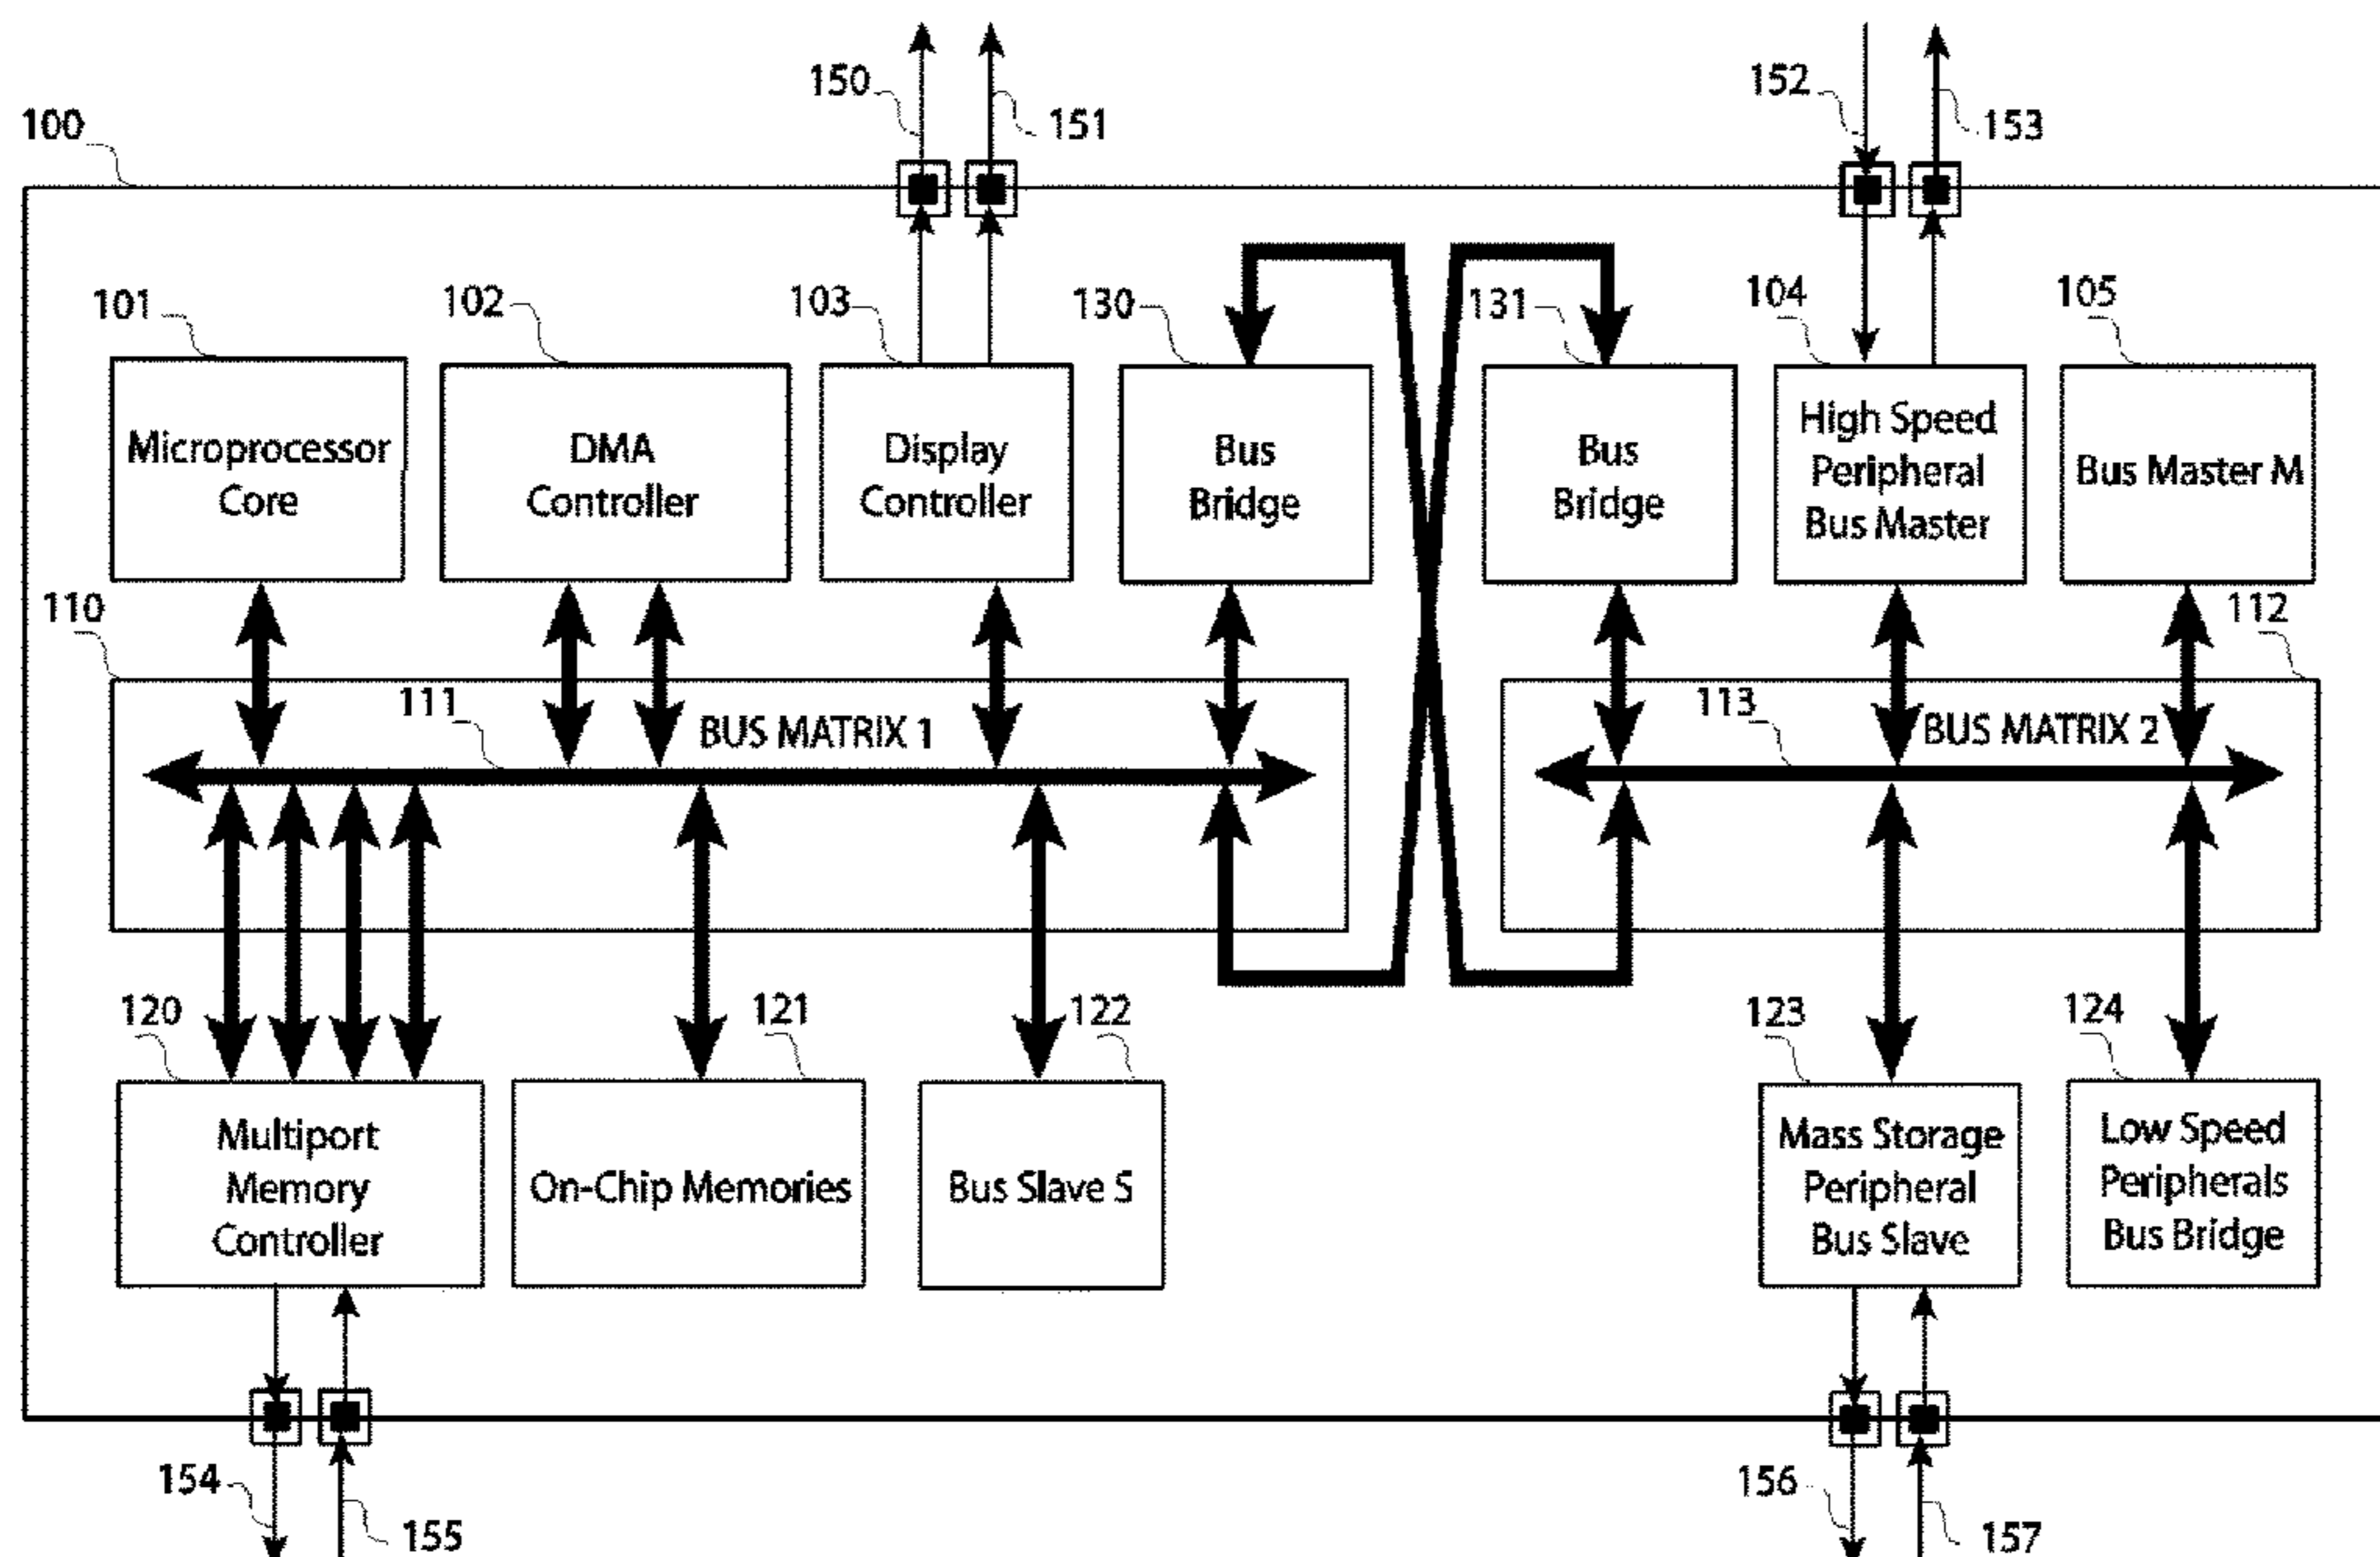 150
151
152
153
100
101
102
103
130
131
104
105
Microprocessor
Core
DMA
Controller
Display
Controller
Bus
Bridge
Bus
Bridge
High Speed
Peripheral
Bus Master
Bus Master M
110
112
111
BUS MATRIX 1
113
BUS MATRIX 2
120
121
122
123
124
Multiport
Memory
Controller
On-Chip Memories
Bus Slave S
Mass Storage
Peripheral
Bus Slave
Low Speed
Peripherals
Bus Bridge
154
155
156
157